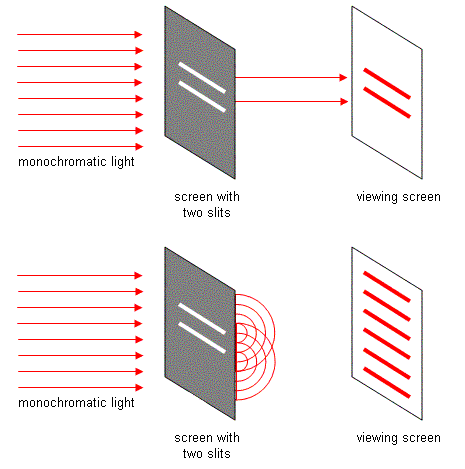 monochromatic light
screen with
two slits
viewing screen
monochromatic light
screen with
two slits
viewing screen